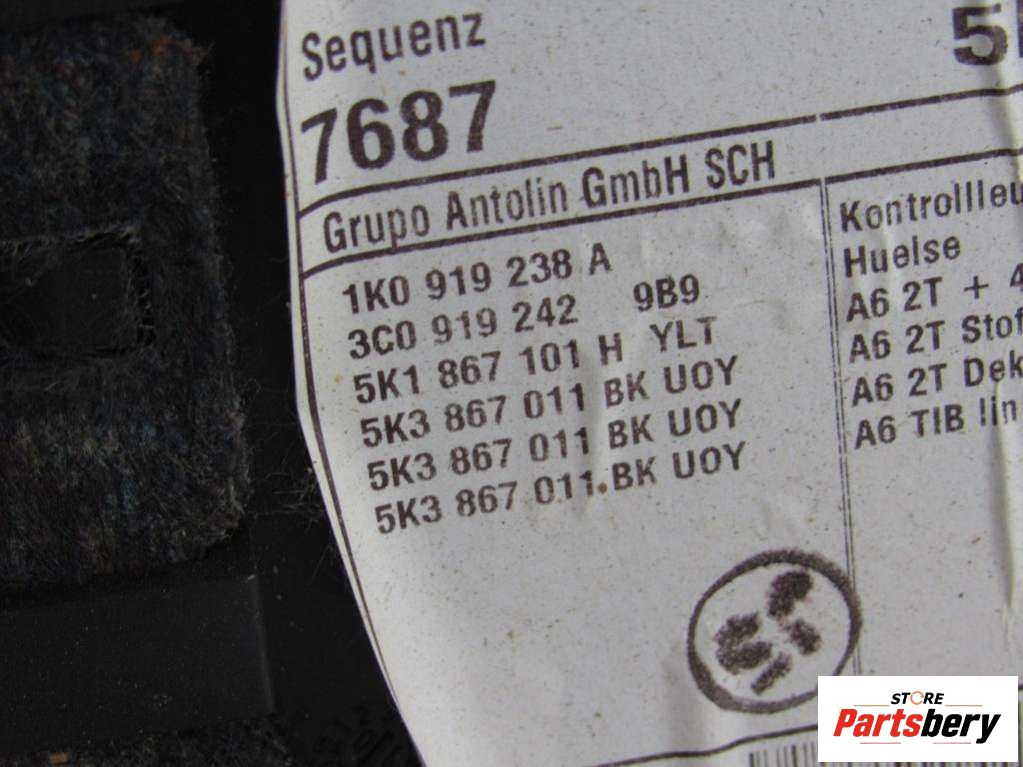 Sequenz
7687
Grupo Antolin GmbH SCH
1K0 919 238 A
3C0 919 242 9B9
5K1 867 101 H YLT
5K3 867 011 BK UOY
5K3 867 011 BK UOY
5K3 867 011 BK UOY
Huelse
A6 2T + 4
A6 2T
A6 2T
A6 TIB
STORE
Partsbery